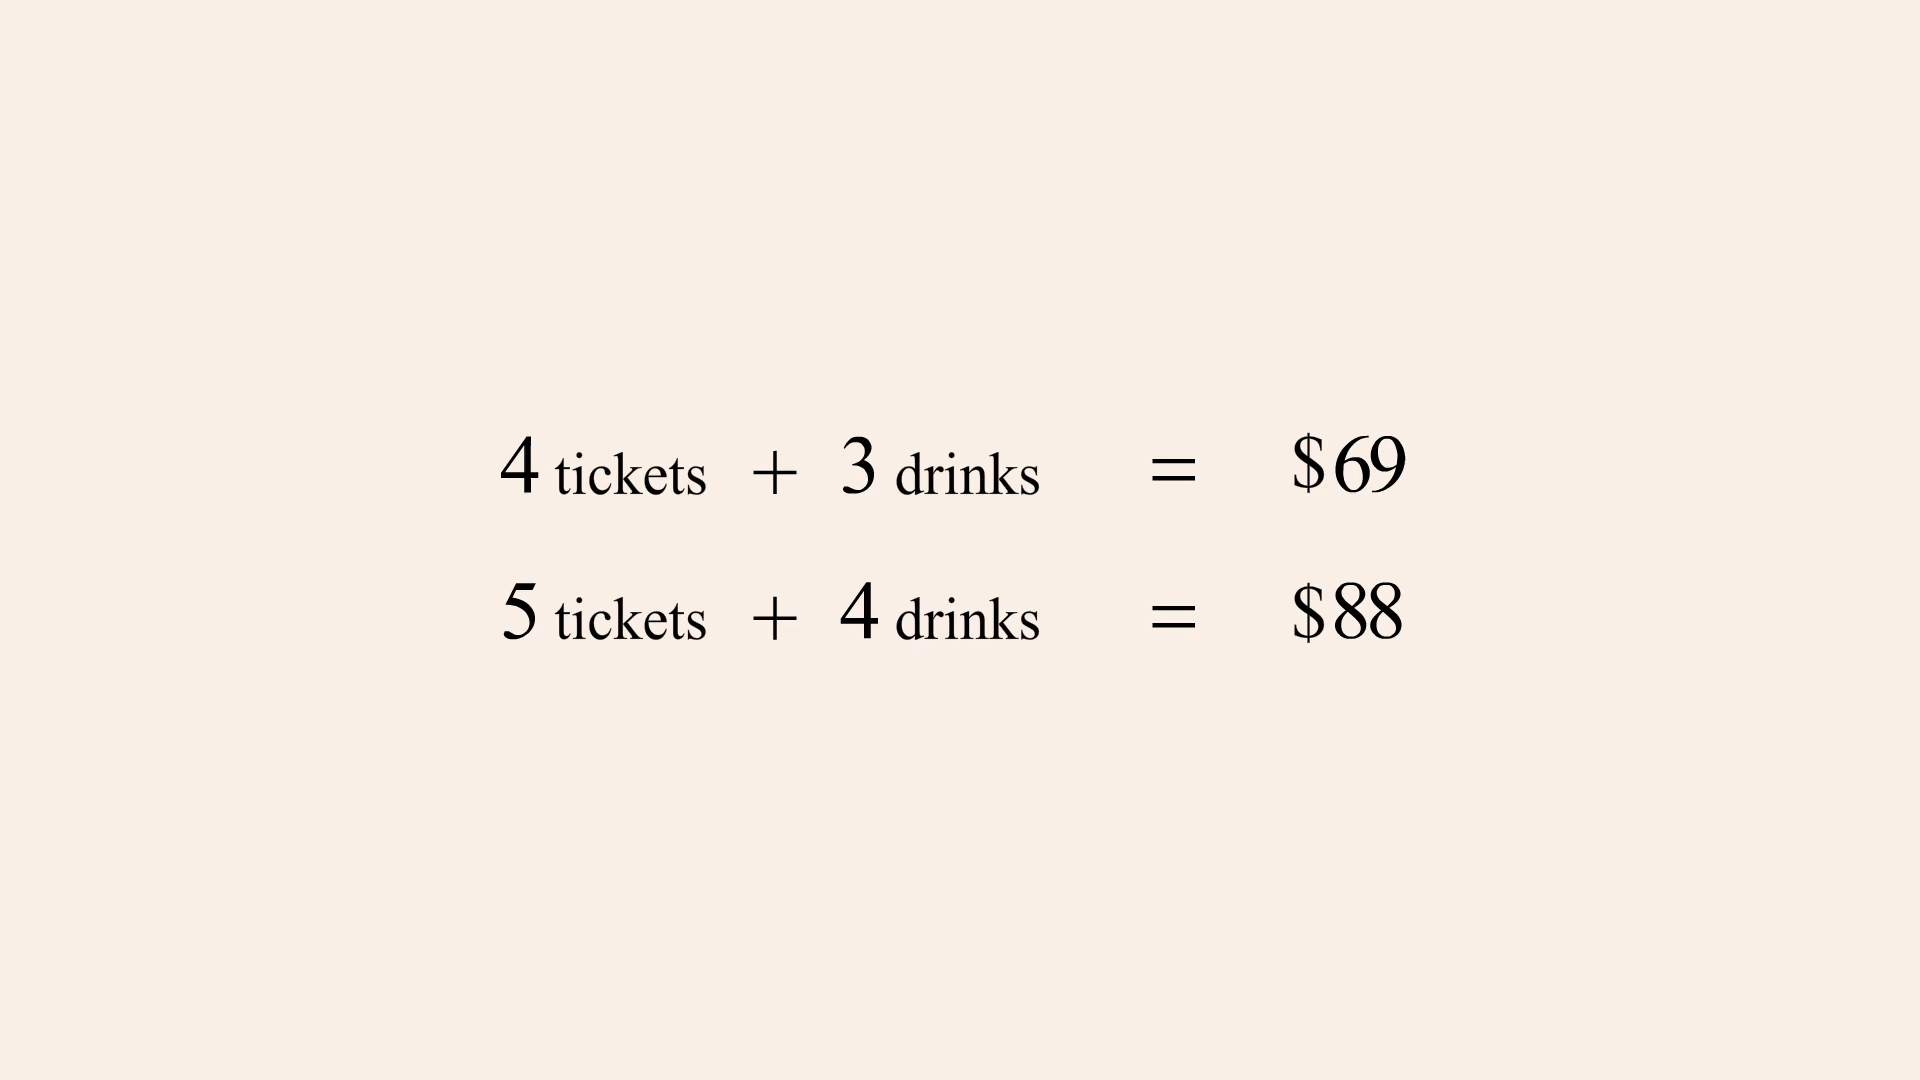 4 tickets + 3 drinks = $69
5 tickets + 4 drinks = $88